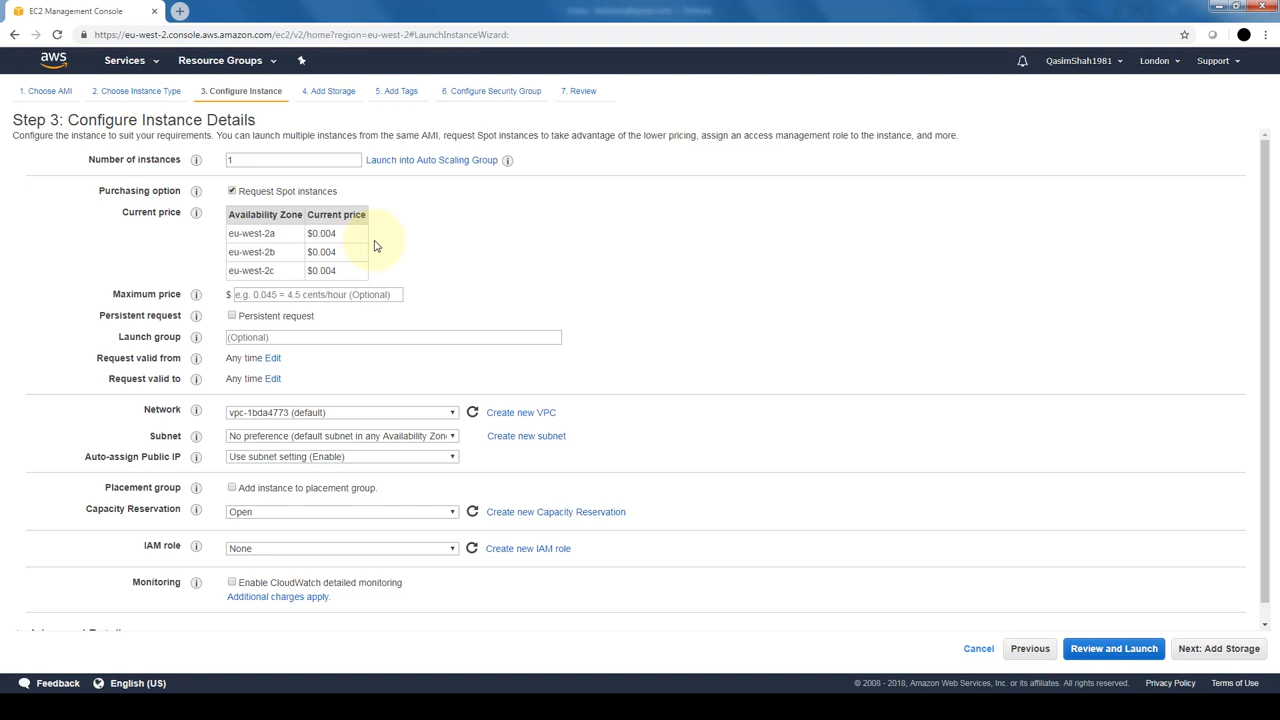 EC2 Management Console
https://eu-west-2.console.aws.amazon.com/ec2/v2/home?region=eu-west-2#LaunchInstanceWizard:
aws Services Resource Groups QasimShah1981 London Support
1. Choose AMI 2. Choose Instance Type 3. Configure Instance 4. Add Storage 5. Add Tags 6. Configure Security Group 7. Review
Step 3: Configure Instance Details
Configure the instance to suit your requirements. You can launch multiple instances from the same AMI, request Spot instances to take advantage of the lower pricing, assign an access management role to the instance, and more.
Number of instances 1 Launch into Auto Scaling Group
Purchasing option Request Spot instances
Current price Availability Zone Current price
eu-west-2a $0.004
eu-west-2b $0.004
eu-west-2c $0.004
Maximum price $ e.g. 0.045 = 4.5 cents/hour (Optional)
Persistent request Persistent request
Launch group (Optional)
Request valid from Any time Edit
Request valid to Any time Edit
Network vpc-1bda4773 (default) Create new VPC
Subnet No preference (default subnet in any Availability Zon Create new subnet
Auto-assign Public IP Use subnet setting (Enable)
Placement group Add instance to placement group.
Capacity Reservation Open Create new Capacity Reservation
IAM role None Create new IAM role
Monitoring Enable CloudWatch detailed monitoring
Additional charges apply.
Cancel Previous Review and Launch Next: Add Storage
Feedback English (US) © 2008 - 2018, Amazon Web Services, Inc. or its affiliates. All rights reserved. Privacy Policy Terms of Use